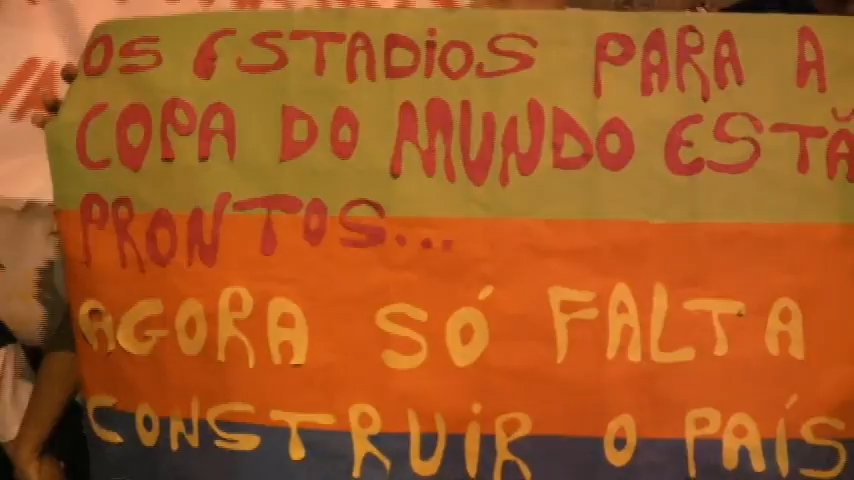 OS ESTADIOS PARA A
COPA DO MUNDO ESTÃ
PRONTOS...
AGORA SÓ FALTA
CONSTRUIR O PAÍS